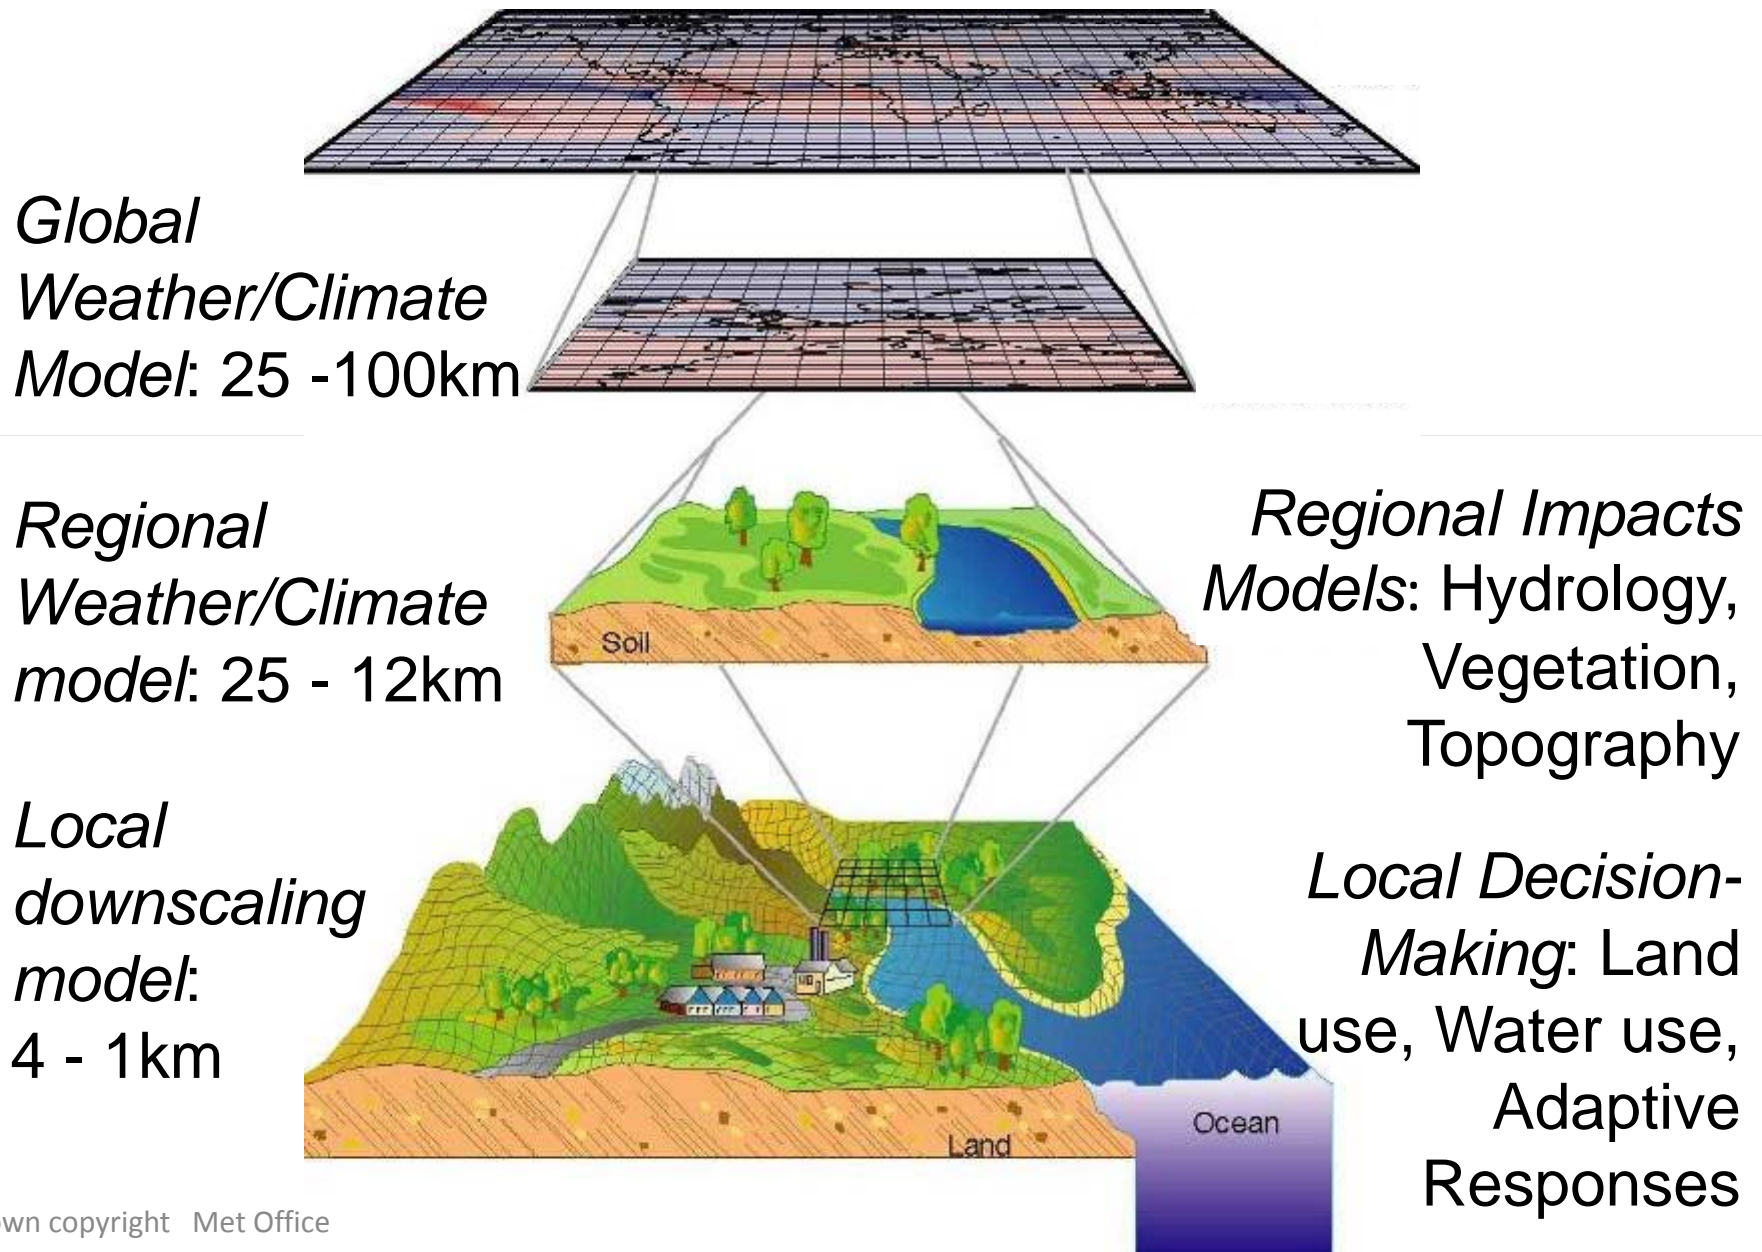 Global
Weather/Climate
Model: 25 -100km
Regional
Weather/Climate
model: 25 - 12km
Regional Impacts
Models: Hydrology,
Vegetation,
Topography
Soil
Local
downscaling
model:
4 - 1km
Local Decision-
Making: Land
use, Water use,
Adaptive
Responses
Ocean
Land
copyright Met Office